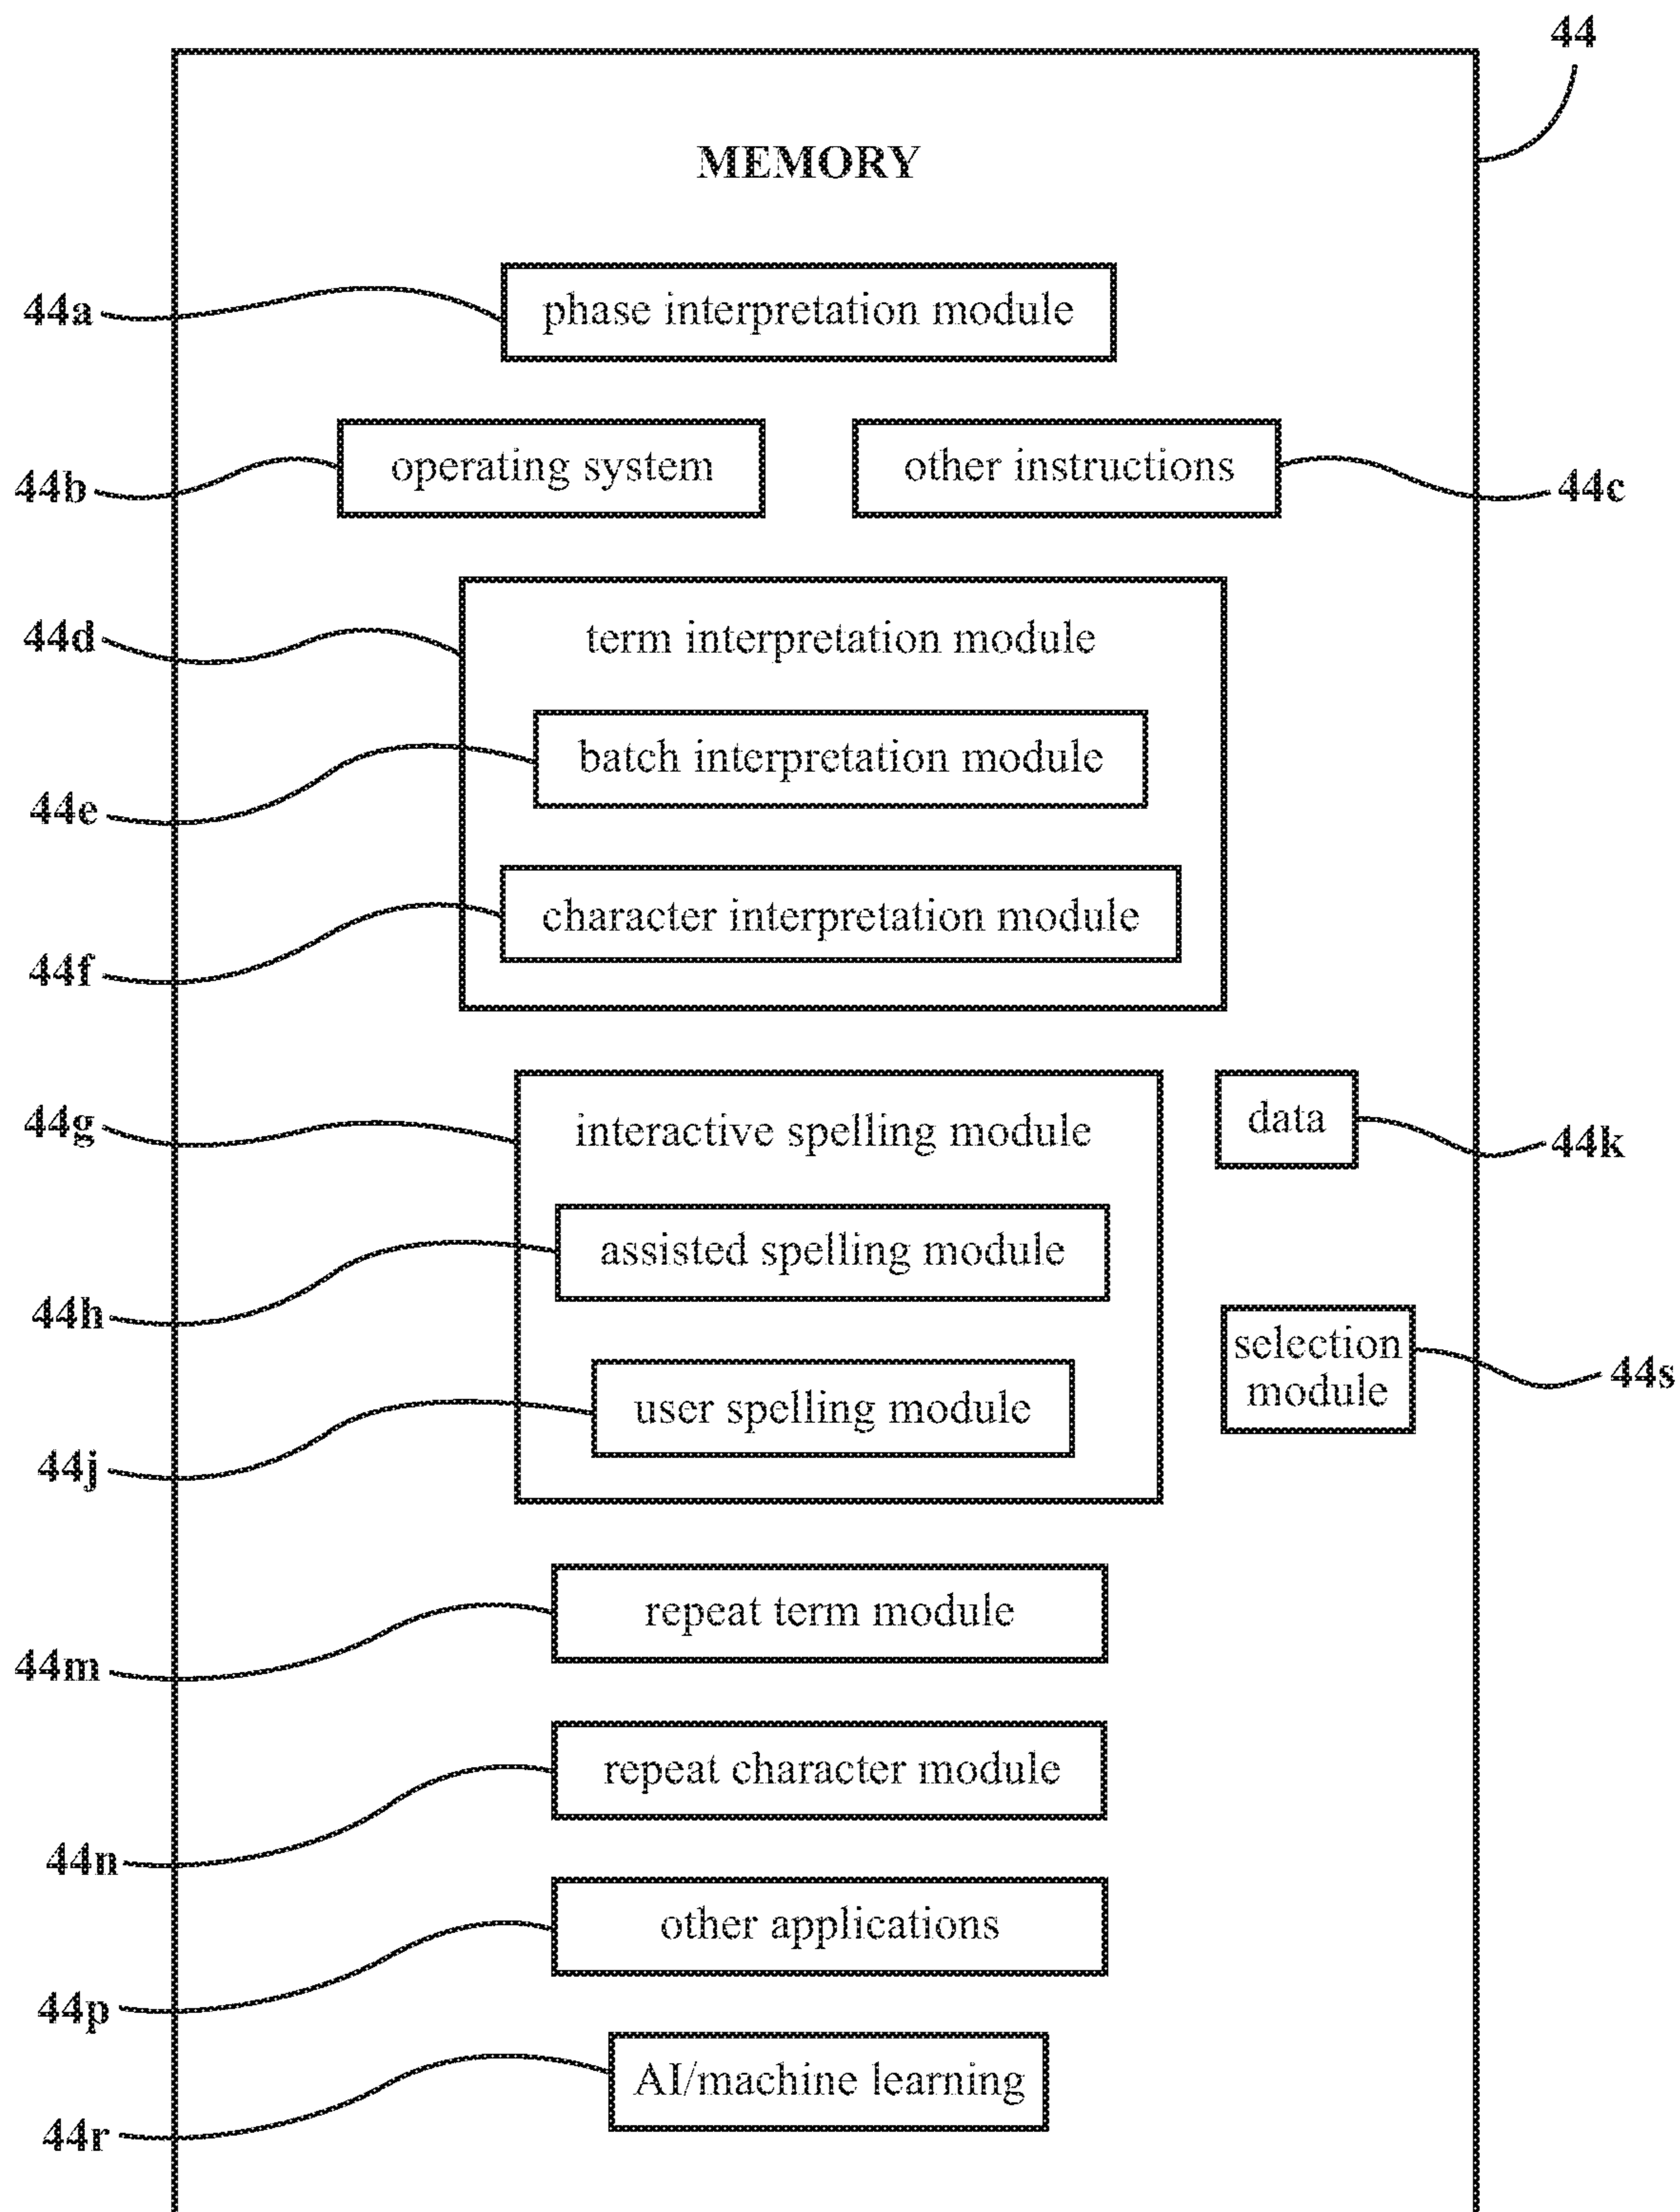 44
MEMORY
44a
phase interpretation module
44b
operating system
other instructions
44c
44d
term interpretation module
44e
batch interpretation module
44f
character interpretation module
44g
interactive spelling module
data
44k
44h
assisted spelling module
selection
module
44s
44j
user spelling module
44m
repeat term module
44n
repeat character module
44p
other applications
44r
AI/machine learning